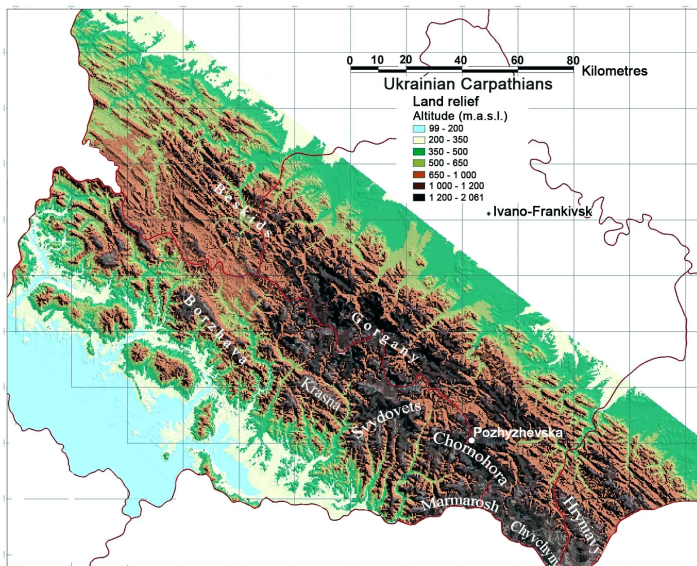 0 10 20 40 60 80
Kilometres
Ukrainian Carpathians
Land relief
Altitude (m.a.s.l.)
99 - 200
200 - 350
350 - 500
500 - 650
650 - 1 000
1 000 - 1 200
1 200 - 2 061
Ivano-Frankivsk
Beskids
Borzhava
Gorgany
Krasna
Svydovets
Pozhyzhevska
Chornohora
Marmarosh
Hryniavy
Chyvchyny